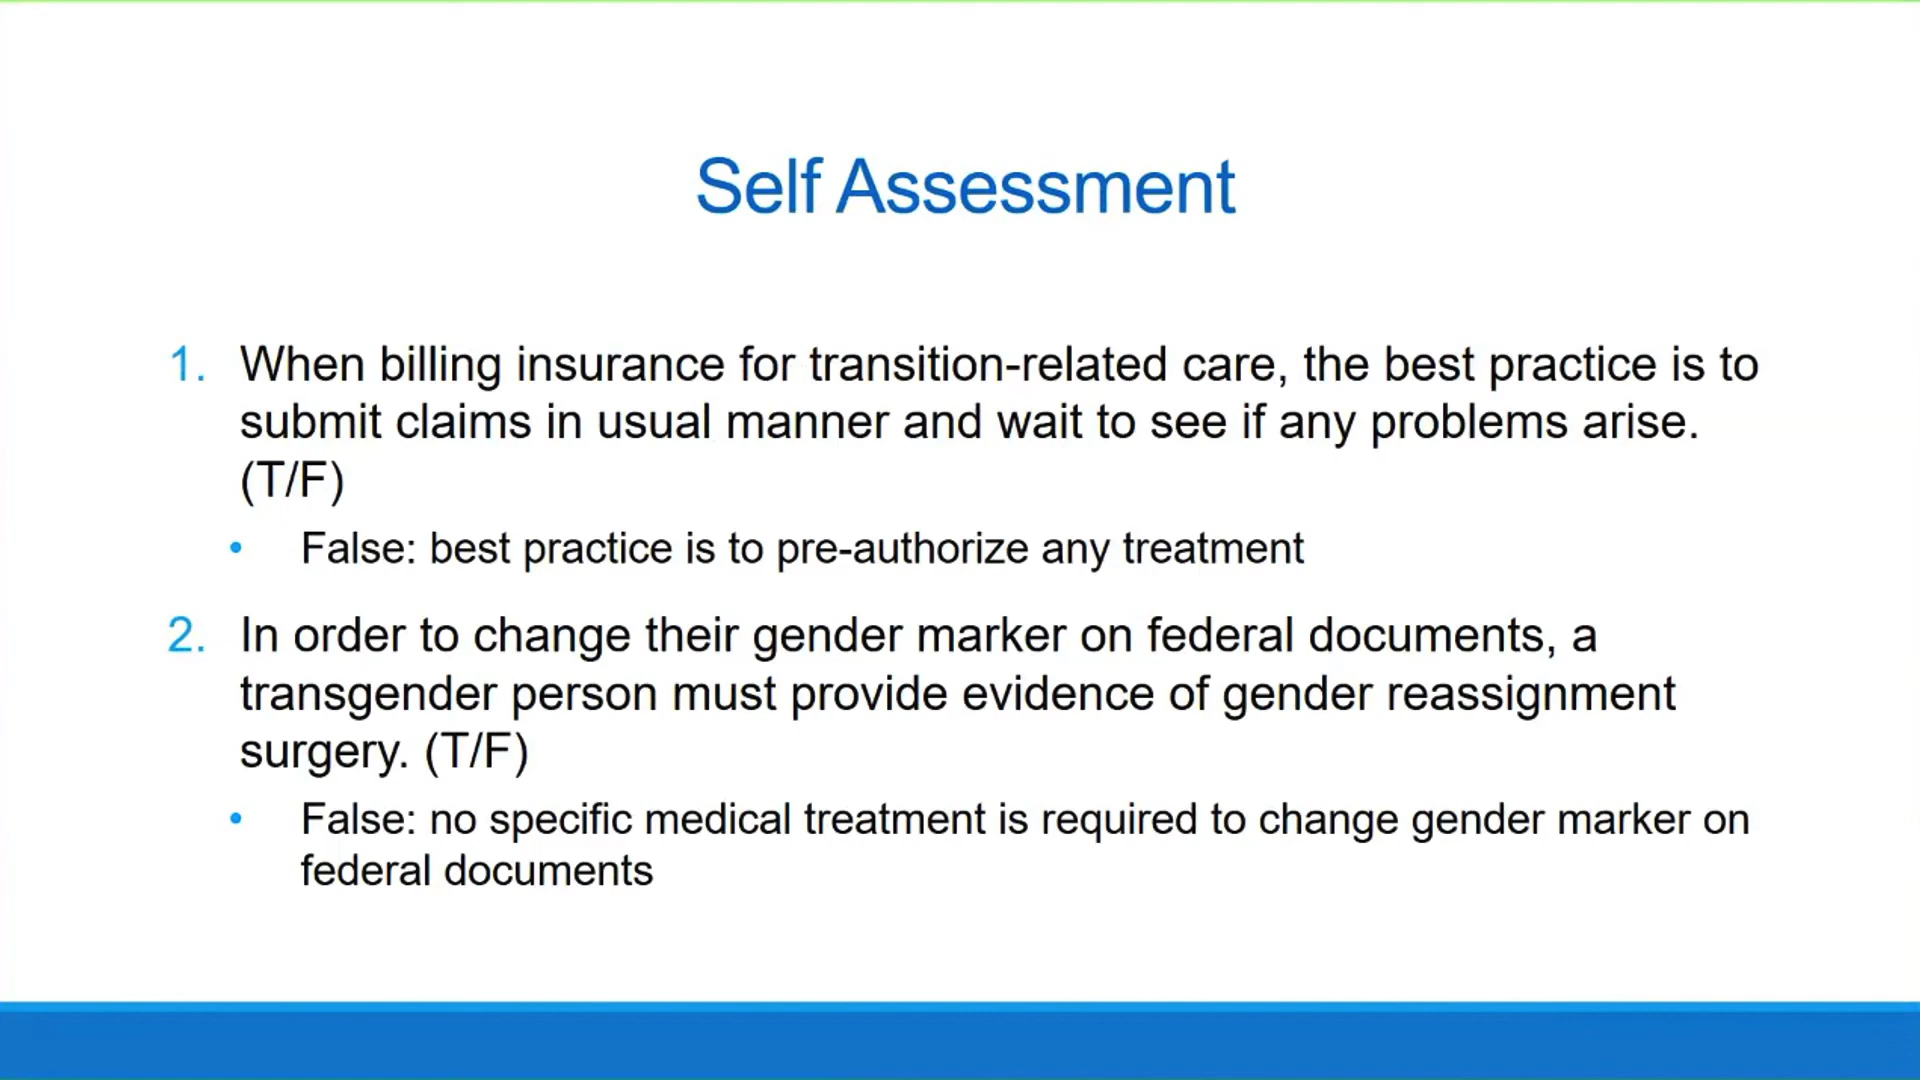 Self Assessment
1. When billing insurance for transition-related care, the best practice is to
submit claims in usual manner and wait to see if any problems arise.
(T/F)
• False: best practice is to pre-authorize any treatment
2. In order to change their gender marker on federal documents, a
transgender person must provide evidence of gender reassignment
surgery. (T/F)
• False: no specific medical treatment is required to change gender marker on
federal documents